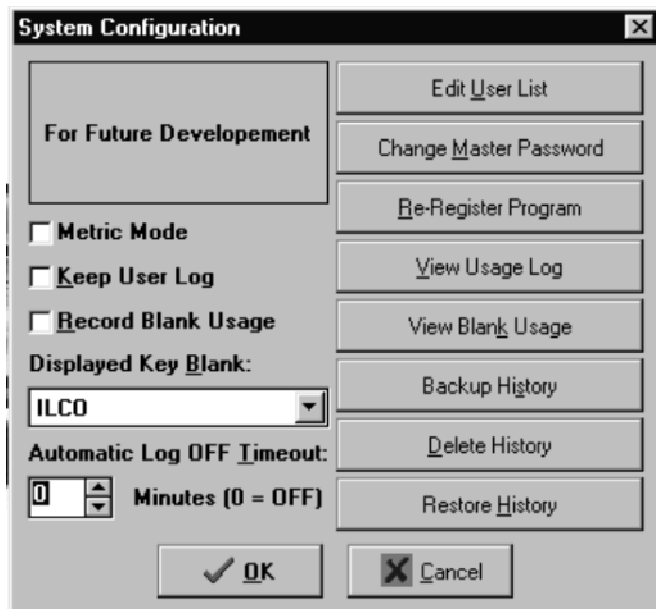 System Configuration
For Future Developement
Metric Mode
Keep User Log
Record Blank Usage
Displayed Key Blank:
ILCO
Automatic Log OFF Timeout:
0 Minutes (0 = OFF)
Edit User List
Change Master Password
Re-Register Program
View Usage Log
View Blank Usage
Backup History
Delete History
Restore History
OK
Cancel